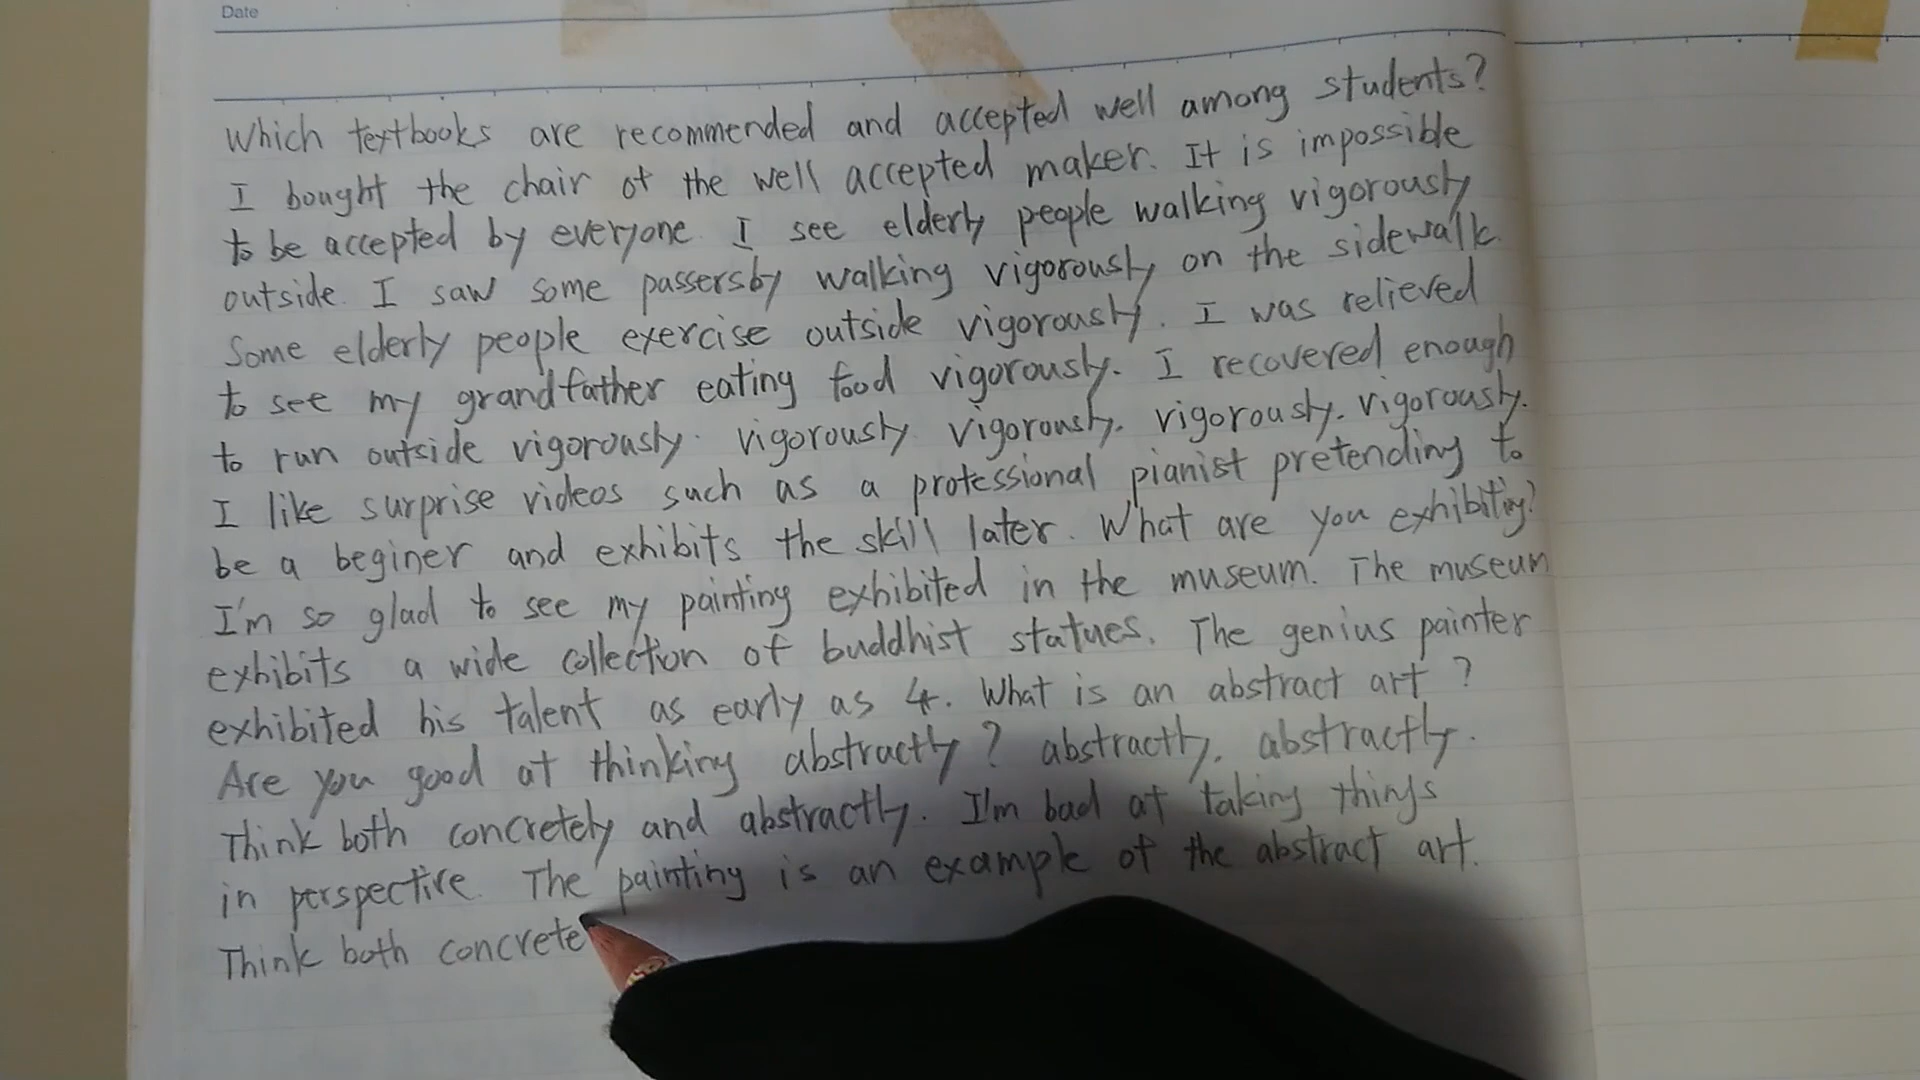 Date
Which textbooks are recommended and accepted well among students?
I bought the chair of the well accepted maker. It is impossible
to be accepted by everyone. I see elderly people walking vigorously
outside. I saw some passersby walking vigorously on the sidewalk.
Some elderly people exercise outside vigorously. I was relieved
to see my grandfather eating food vigorously. I recovered enough
to run outside vigorously. vigorously. vigorously. vigorously. vigorously.
I like surprise videos such as a professional pianist pretending to
be a beginer and exhibits the skill later. What are you exhibiting?
I'm so glad to see my painting exhibited in the museum. The museum
exhibits a wide collection of buddhist statues. The genius painter
exhibited his talent as early as 4. What is an abstract art?
Are you good at thinking abstractly? abstractly. abstractly.
Think both concretely and abstractly. I'm bad at taking things
in perspective. The painting is an example of the abstract art.
Think both concrete